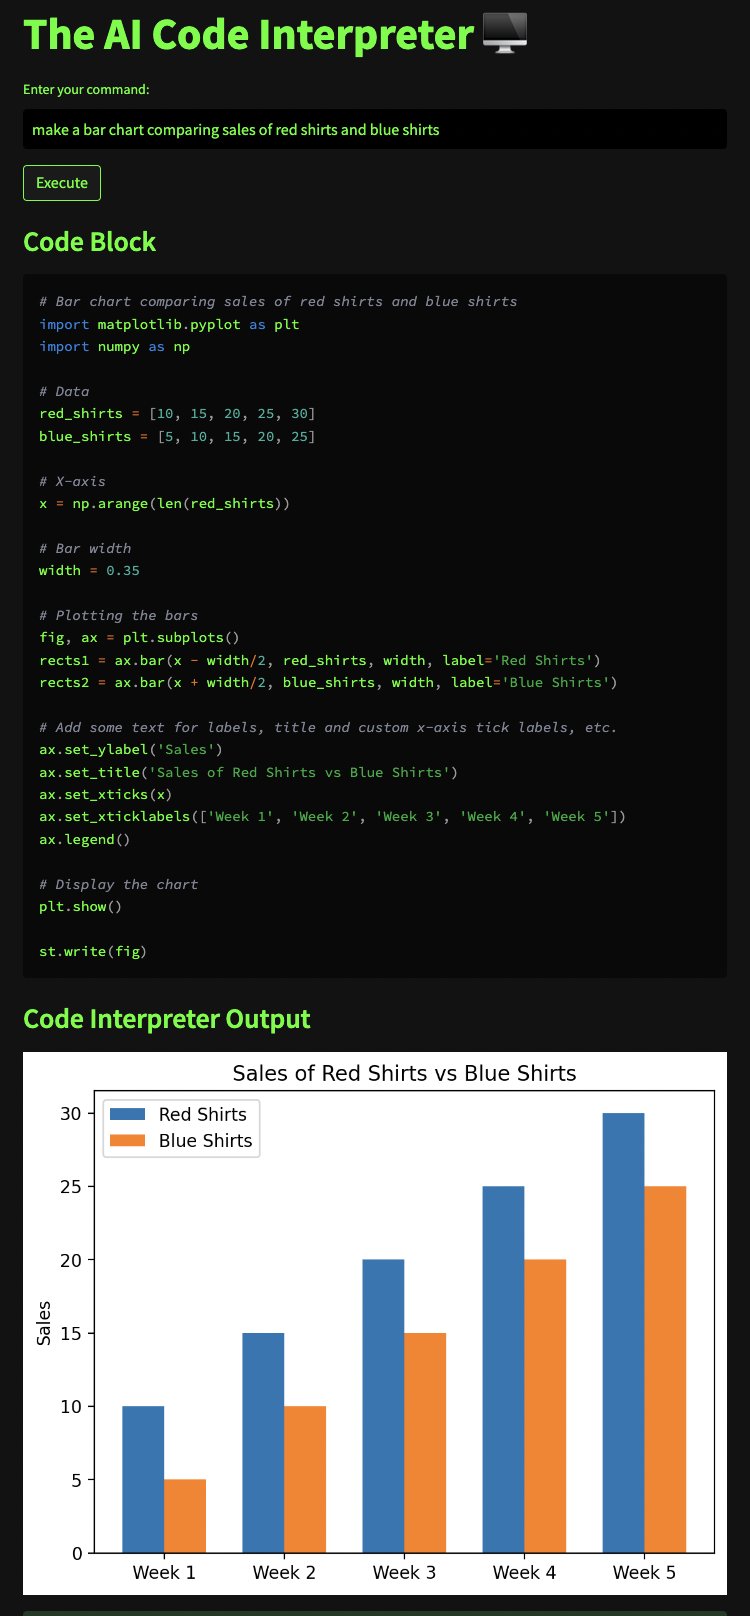 The AI Code Interpreter
Enter your command:
make a bar chart comparing sales of red shirts and blue shirts
Execute
Code Block
# Bar chart comparing sales of red shirts and blue shirts
import matplotlib.pyplot as plt
import numpy as np
# Data
red_shirts = [10, 15, 20, 25, 30]
blue_shirts = [5, 10, 15, 20, 25]
# X-axis
x = np.arange(len(red_shirts))
# Bar width
width = 0.35
# Plotting the bars
fig, ax = plt.subplots()
rects1 = ax.bar(x - width/2, red_shirts, width, label='Red Shirts')
rects2 = ax.bar(x + width/2, blue_shirts, width, label='Blue Shirts')
# Add some text for labels, title and custom x-axis tick labels, etc.
ax.set_ylabel('Sales')
ax.set_title('Sales of Red Shirts vs Blue Shirts')
ax.set_xticks(x)
ax.set_xticklabels(['Week 1', 'Week 2', 'Week 3', 'Week 4', 'Week 5'])
ax.legend()
# Display the chart
plt.show()
st.write(fig)
Code Interpreter Output
Sales of Red Shirts vs Blue Shirts
Red Shirts
Blue Shirts
Sales
30
25
20
15
10
5
0
Week 1 Week 2 Week 3 Week 4 Week 5